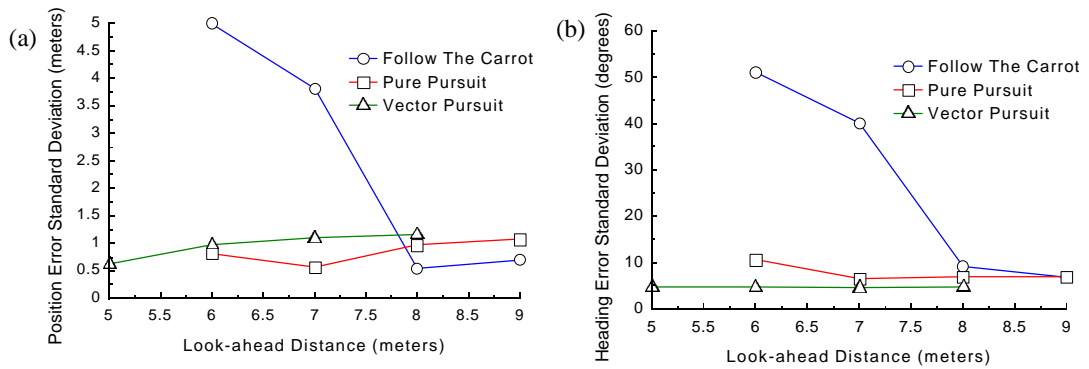 (a)
Position Error Standard Deviation (meters)
5
4.5
4
3.5
3
2.5
2
1.5
1
0.5
0
Follow The Carrot
Pure Pursuit
Vector Pursuit
5 5.5 6 6.5 7 7.5 8 8.5 9
Look-ahead Distance (meters)
(b)
Heading Error Standard Deviation (degrees)
60
50
40
30
20
10
0
Follow The Carrot
Pure Pursuit
Vector Pursuit
5 5.5 6 6.5 7 7.5 8 8.5 9
Look-ahead Distance (meters)